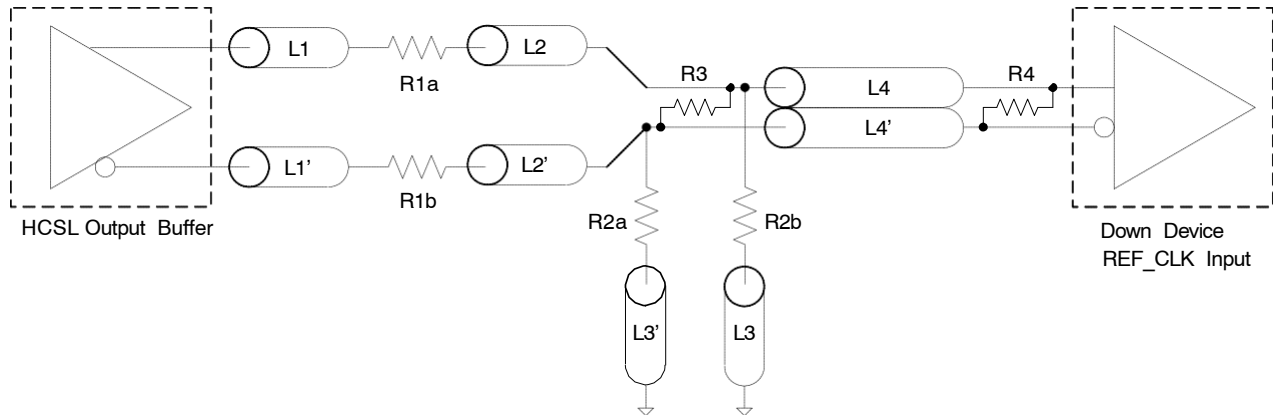 L1
R1a
L2
R3
L4
R4
L1'
R1b
L2'
L4'
R2a
R2b
L3'
L3
HCSL Output Buffer
Down Device
REF_CLK Input